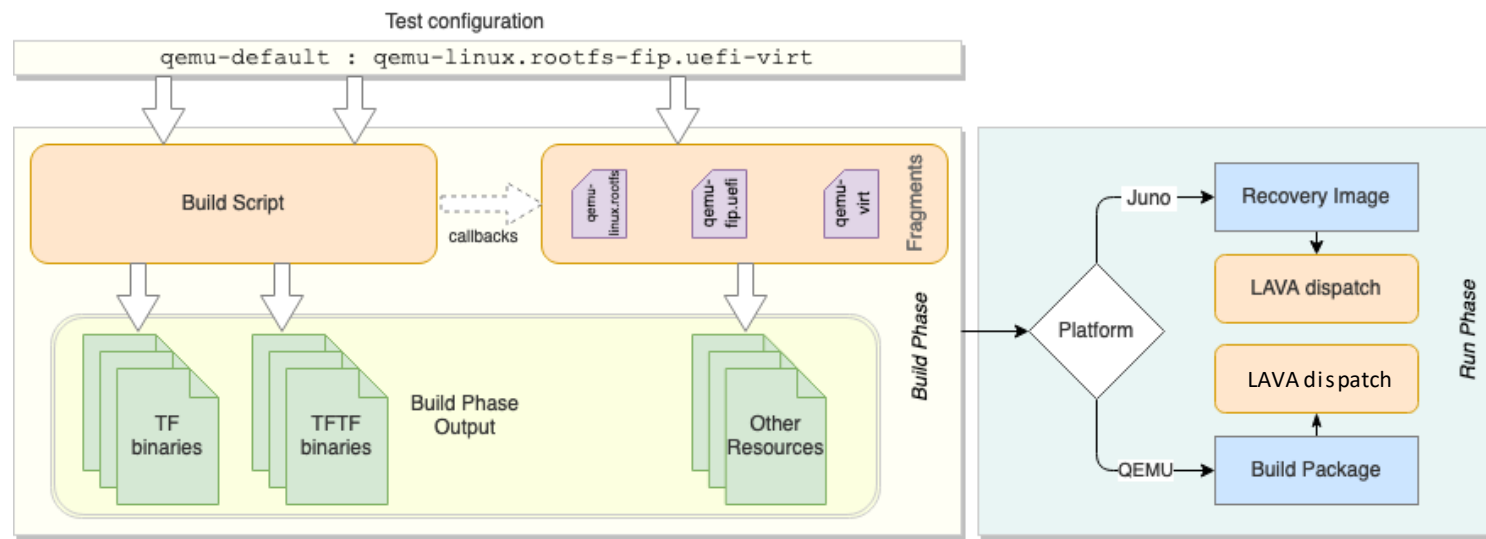 Test configuration
qemu-default : qemu-linux.rootfs-fip.uefi-virt
Build Script
callbacks
qemu-
linux.rootfs
qemu-
fip.uefi
qemu-
virt
Fragments
TF
binaries
TFTF
binaries
Build Phase
Output
Other
Resources
Build Phase
Platform
Juno
Recovery Image
LAVA dispatch
LAVA dispatch
QEMU
Build Package
Run Phase